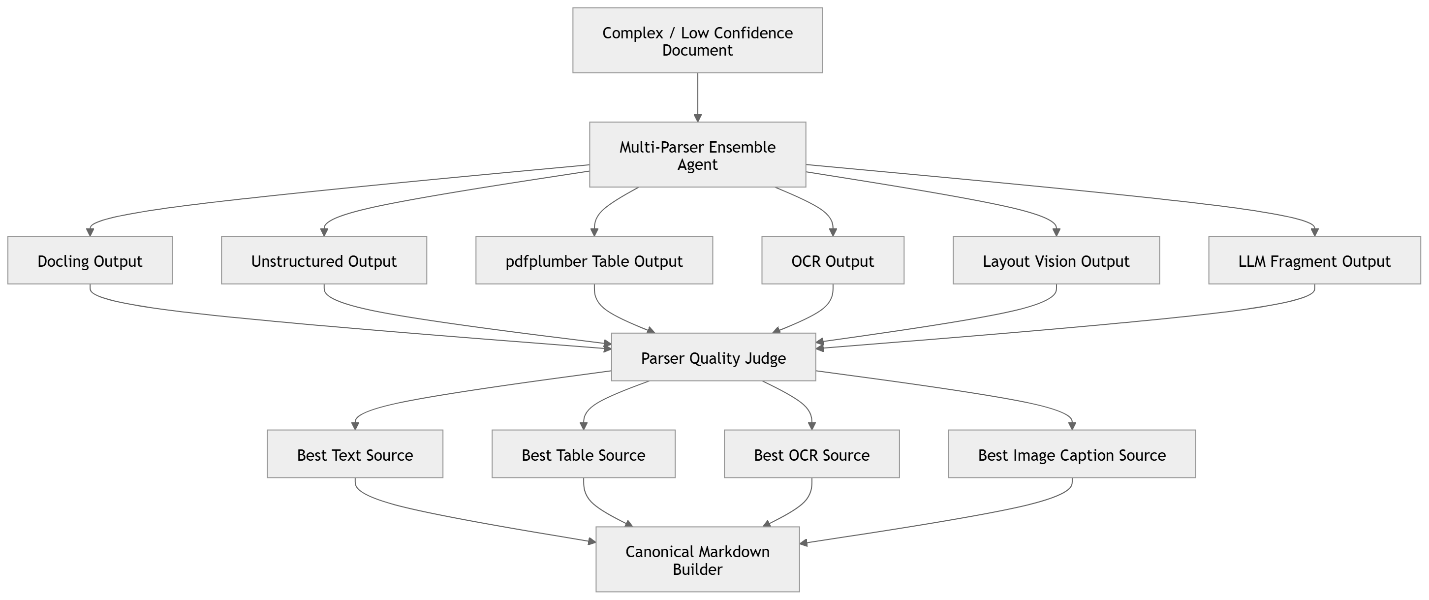 Complex / Low Confidence
Document
Multi-Parser Ensemble
Agent
Docling Output
Unstructured Output
pdfplumber Table Output
OCR Output
Layout Vision Output
LLM Fragment Output
Parser Quality Judge
Best Text Source
Best Table Source
Best OCR Source
Best Image Caption Source
Canonical Markdown
Builder